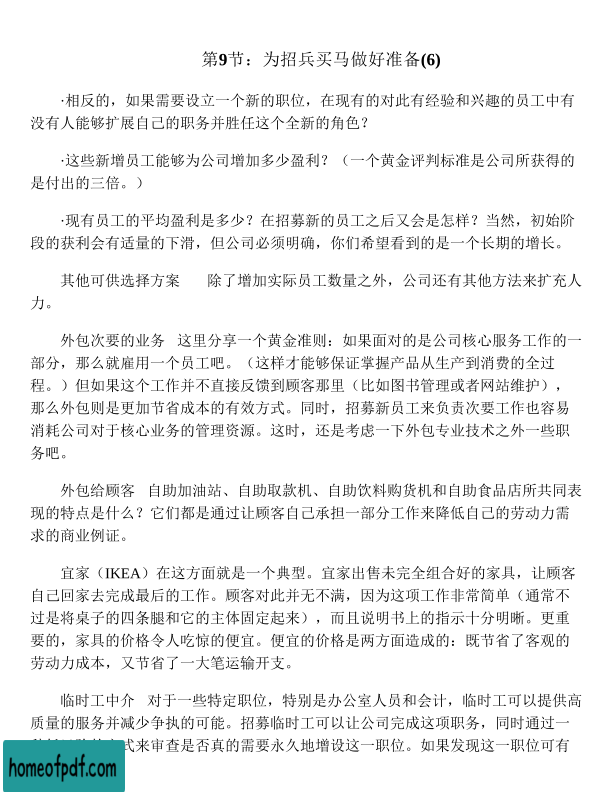 第9节：为招兵买马做好准备(6)
·相反的，如果需要设立一个新的职位，在现有的对此有经验和兴趣的员工中有
没有人能够扩展自己的职务并胜任这个全新的角色？
·这些新增员工能够为公司增加多少盈利？（一个黄金评判标准是公司所获得的
是付出的三倍。）
·现有员工的平均盈利是多少？在招募新的员工之后又会是怎样？当然，初始阶
段的获利会有适量的下滑，但公司必须明确，你们希望看到的是一个长期的增长。
其他可供选择方案 除了增加实际员工数量之外，公司还有其他方法来扩充人
力。
外包次要的业务 这里分享一个黄金准则：如果面对的是公司核心服务工作的一
部分，那么就雇用一个员工吧。（这样才能够保证掌握产品从生产到消费的全过
程。）但如果这个工作并不直接反馈到顾客那里（比如图书管理或者网站维护），
那么外包则是更加节省成本的有效方式。同时，招募新员工来负责次要工作也容易
消耗公司对于核心业务的管理资源。这时，还是考虑一下外包专业技术之外一些职
务吧。
外包给顾客 自助加油站、自助取款机、自助饮料购货机和自助食品店所共同表
现的特点是什么？它们都是通过让顾客自己承担一部分工作来降低自己的劳动力需
求的商业例证。
宜家（IKEA）在这方面就是一个典型。宜家出售未完全组合好的家具，让顾客
自己回家去完成最后的工作。顾客对此并无不满，因为这项工作非常简单（通常不
过是将桌子的四条腿和它的主体固定起来），而且说明书上的指示十分明晰。更重
要的，家具的价格令人吃惊的便宜。便宜的价格是两方面造成的：既节省了客观的
劳动力成本，又节省了一大笔运输开支。
临时工中介 对于一些特定职位，特别是办公室人员和会计，临时工可以提供高
质量的服务并减少争执的可能。招募临时工可以让公司完成这项职务，同时通过一
式来审查是否真的需要永久地增设这一职位。如果发现这一职位可有
homeofpdf.com